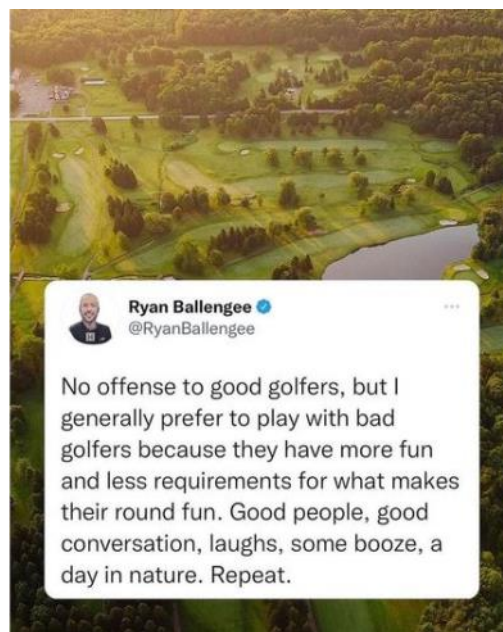 Ryan Ballengee
@RyanBallengee
No offense to good golfers, but I
generally prefer to play with bad
golfers because they have more fun
and less requirements for what makes
their round fun. Good people, good
conversation, laughs, some booze, a
day in nature. Repeat.